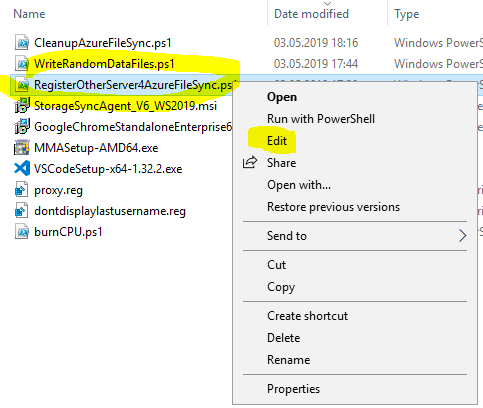 Name Date modified Type
CleanupAzureFileSync.ps1 03.05.2019 18:16 Windows PowerS
WriteRandomDataFiles.ps1 03.05.2019 17:44 Windows PowerS
RegisterOtherServer4AzureFileSync.ps
StorageSyncAgent_V6_WS2019.msi
GoogleChromeStandaloneEnterprise6
MMASetup-AMD64.exe
VSCodeSetup-x64-1.32.2.exe
proxy.reg
dontdisplaylastusername.reg
burnCPU.ps1
Open
Run with PowerShell
Edit
Share
Open with...
Restore previous versions
Send to
Cut
Copy
Create shortcut
Delete
Rename
Properties